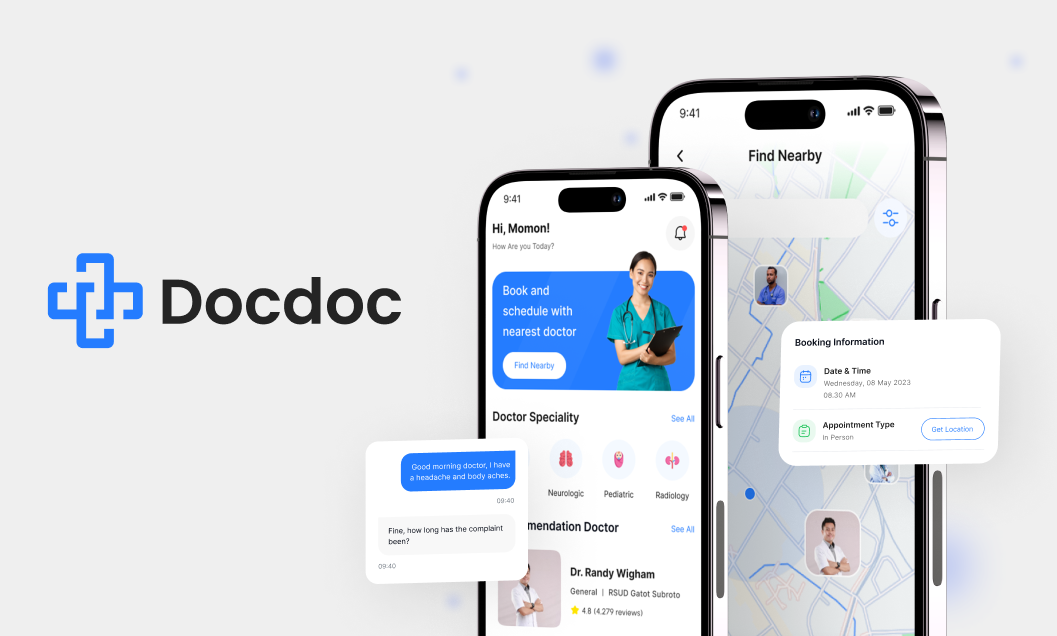 Docdoc
9:41
Hi, Momon!
How Are you Today?
Book and
schedule with
nearest doctor
Find Nearby
Doctor Speciality
See All
Neurologic
Pediatric
Radiology
mendation Doctor
See All
Dr. Randy Wigham
General | RSUD Gatot Subroto
4.8 (4,279 reviews)
Good morning doctor, I have
a headache and body aches.
09:40
Fine, how long has the complaint
been?
09:40
9:41
Find Nearby
Booking Information
Date & Time
Wednesday, 08 May 2023
08.30 AM
Appointment Type
In Person
Get Location